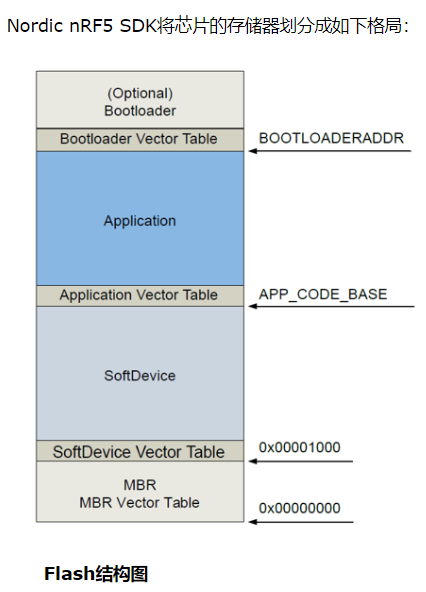 Nordic nRF5 SDK将芯片的存储器划分成如下格局：
(Optional)
Bootloader
Bootloader Vector Table
BOOTLOADERADDR
Application
Application Vector Table
APP_CODE_BASE
SoftDevice
SoftDevice Vector Table
0x00001000
MBR
MBR Vector Table
0x00000000
Flash结构图